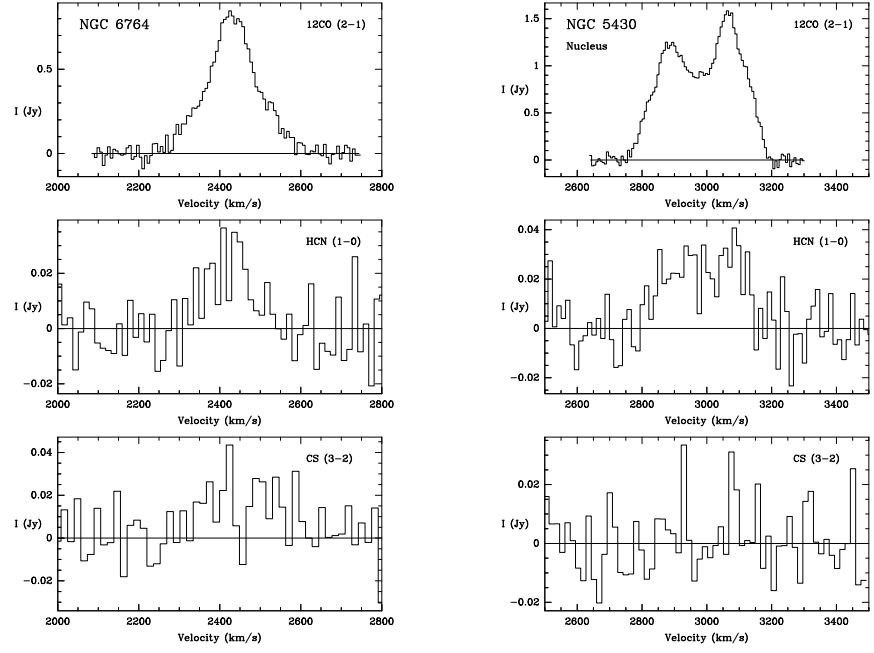 NGC 6764
12CO (2-1)
0.5
I (Jy)
0
2000 2200 2400 2600 2800
Velocity (km/s)
HCN (1-0)
0.02
I (Jy)
0
-0.02
2000 2200 2400 2600 2800
Velocity (km/s)
CS (3-2)
0.04
0.02
I (Jy)
0
-0.02
2000 2200 2400 2600 2800
Velocity (km/s)
NGC 5430
12CO (2-1)
Nucleus
1.5
1
I (Jy)
0.5
0
2600 2800 3000 3200 3400
Velocity (km/s)
0.04
HCN (1-0)
0.02
I (Jy)
0
-0.02
2600 2800 3000 3200 3400
Velocity (km/s)
CS (3-2)
0.02
I (Jy)
0
-0.02
2600 2800 3000 3200 3400
Velocity (km/s)